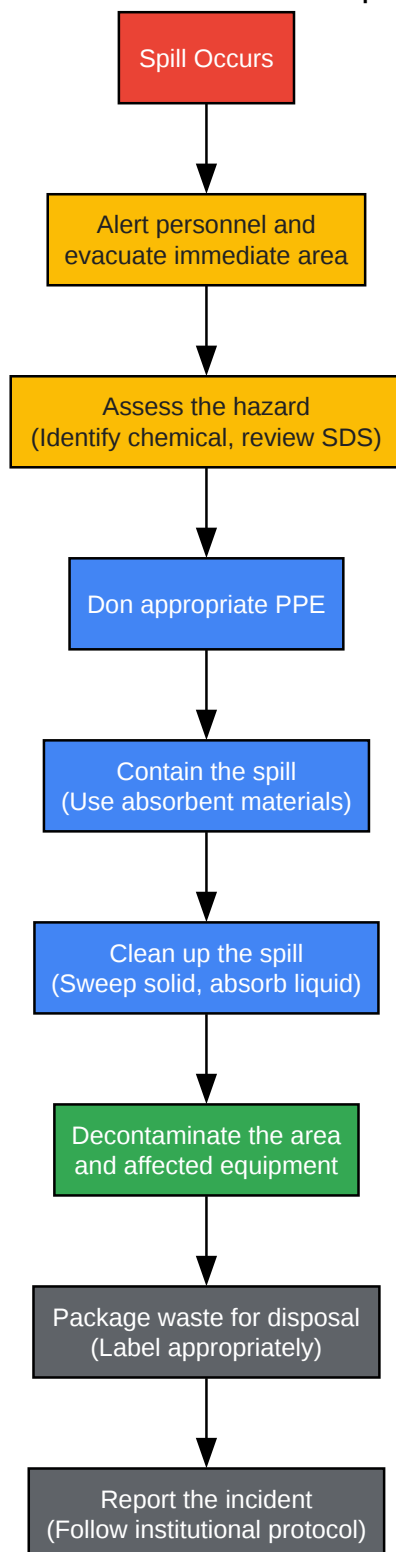 Spill Occurs
Alert personnel and
evacuate immediate area
Assess the hazard
(Identify chemical, review SDS)
Don appropriate PPE
Contain the spill
(Use absorbent materials)
Clean up the spill
(Sweep solid, absorb liquid)
Decontaminate the area
and affected equipment
Package waste for disposal
(Label appropriately)
Report the incident
(Follow institutional protocol)